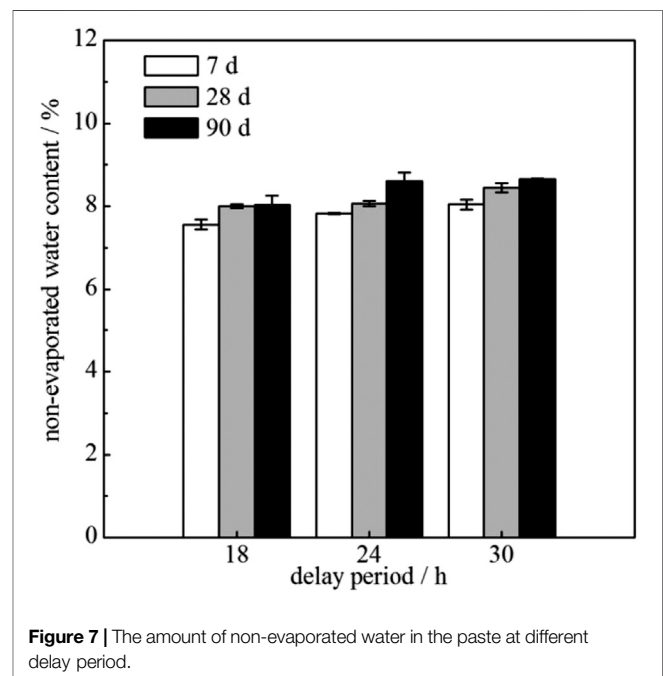 12
10
8
6
4
2
0
non-evaporated water content / %
7 d
28 d
90 d
18
24
30
delay period / h
Figure 7 | The amount of non-evaporated water in the paste at different
delay period.